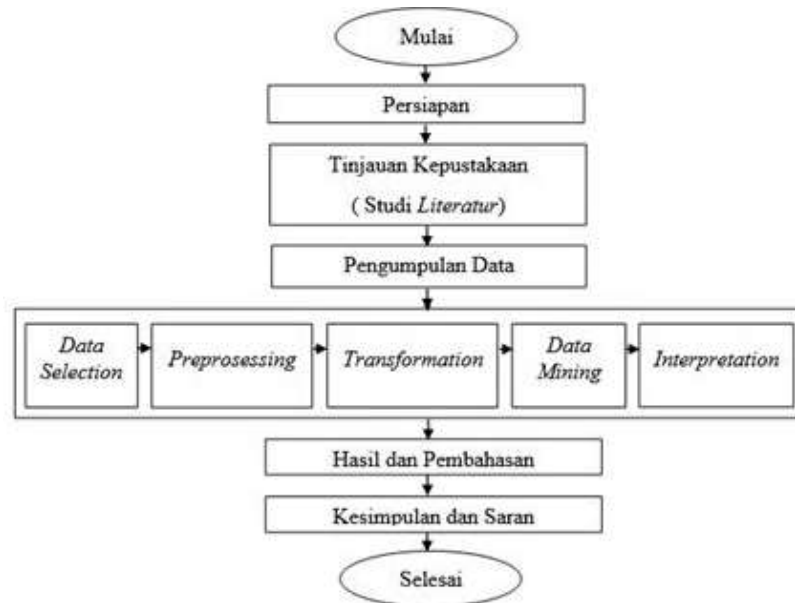 Mulai
Persiapan
Tinjauan Kepustakaan
( Studi Literatur)
Pengumpulan Data
Data
Selection
Preprosessing
Transformation
Data
Mining
Interpretation
Hasil dan Pembahasan
Kesimpulan dan Saran
Selesai